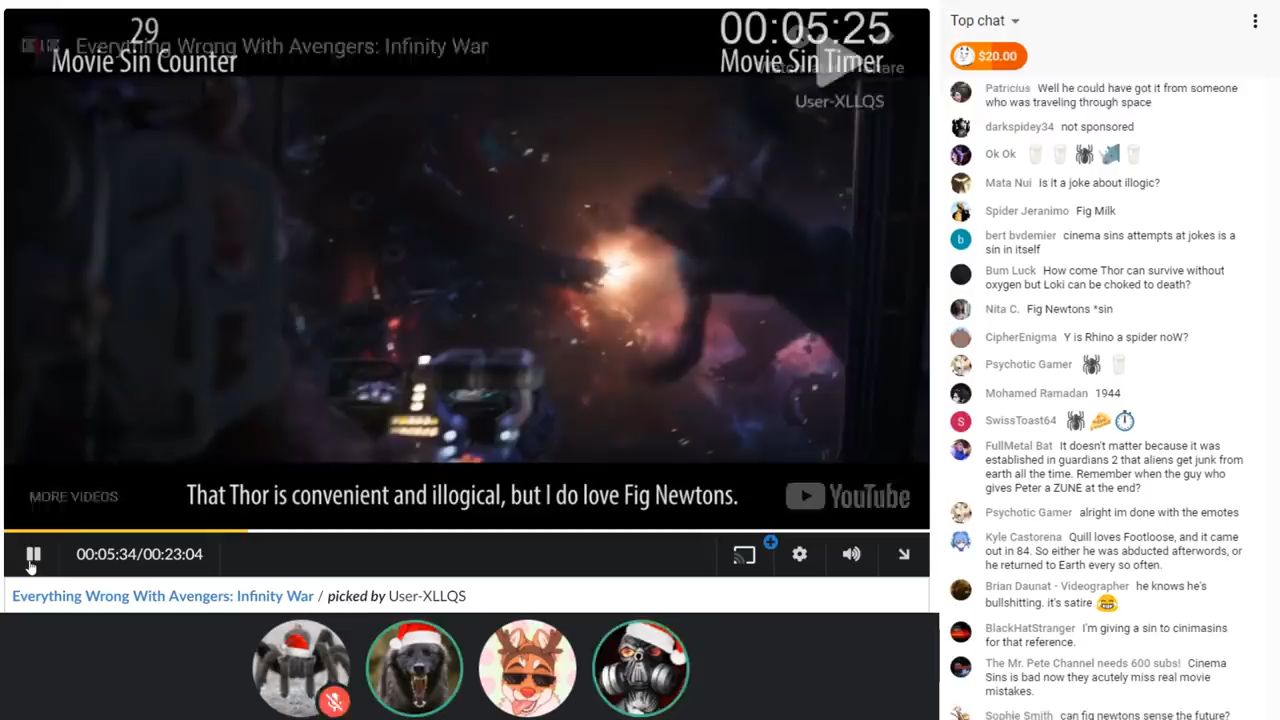 29
Movie Sin Counter
Everything Wrong With Avengers: Infinity War
00:05:25
Movie Sin Timer
User-XLLQS
MORE VIDEOS
That Thor is convenient and illogical, but I do love Fig Newtons.
YouTube
00:05:34/00:23:04
Everything Wrong With Avengers: Infinity War / picked by User-XLLQS
Top chat
$20.00
Patricius Well he could have got it from someone
who was traveling through space
darkspidey34 not sponsored
Ok Ok 🥛 🥛 🕷 🦈 🥛
Mata Nui Is it a joke about illogic?
Spider Jeranimo Fig Milk
b
bert bvdemier cinema sins attempts at jokes is a
sin in itself
Bum Luck How come Thor can survive without
oxygen but Loki can be choked to death?
Nita C. Fig Newtons *sin
CipherEnigma Y is Rhino a spider noW?
Psychotic Gamer 🕷 🥛
Mohamed Ramadan 1944
S
SwissToast64 🕷 🍕 ⏱
FullMetal Bat It doesn't matter because it was
established in guardians 2 that aliens get junk from
earth all the time. Remember when the guy who
gives Peter a ZUNE at the end?
Psychotic Gamer alright im done with the emotes
Kyle Castorena Quill loves Footloose, and it came
out in 84. So either he was abducted afterwords, or
he returned to Earth every so often.
Brian Daunat - Videographer he knows he's
bullshitting. it's satire 😂
BlackHatStranger I'm giving a sin to cinimasins
for that reference.
The Mr. Pete Channel needs 600 subs! Cinema
Sins is bad now they acutely miss real movie
mistakes.
Sophie Smith can fig newtons sense the future?